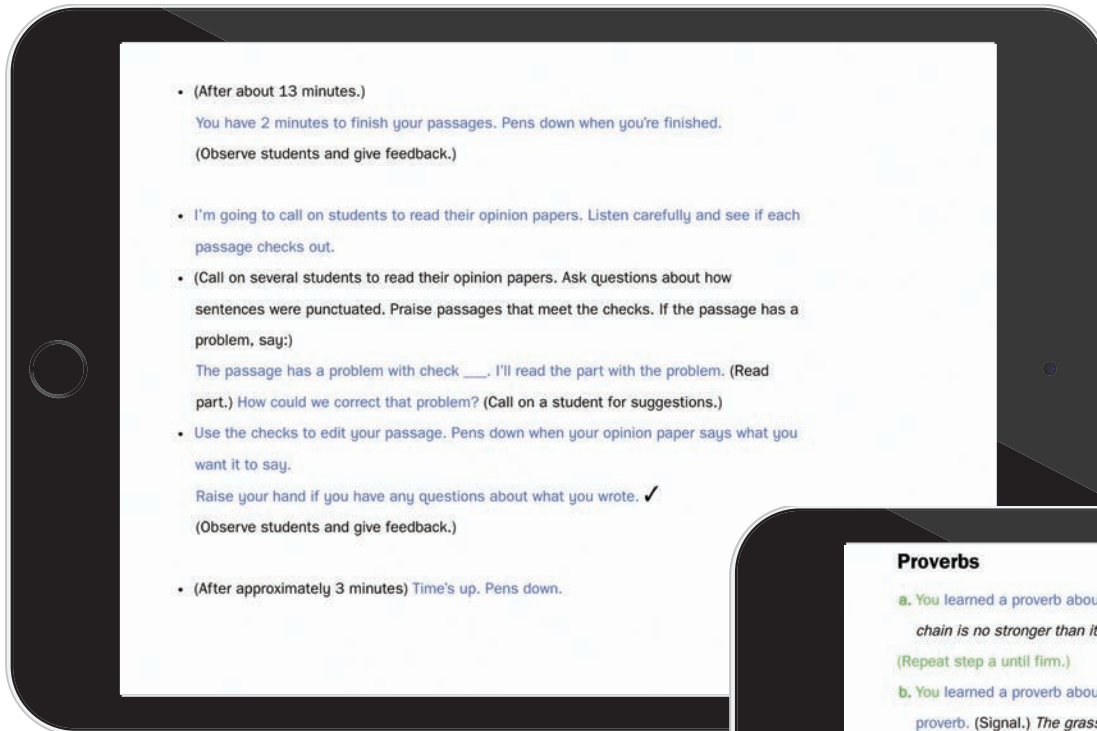 • (After about 13 minutes.)
You have 2 minutes to finish your passages. Pens down when you're finished.
(Observe students and give feedback.)
• I'm going to call on students to read their opinion papers. Listen carefully and see if each
passage checks out.
• (Call on several students to read their opinion papers. Ask questions about how
sentences were punctuated. Praise passages that meet the checks. If the passage has a
problem, say:)
The passage has a problem with check ___. I'll read the part with the problem. (Read
part.) How could we correct that problem? (Call on a student for suggestions.)
• Use the checks to edit your passage. Pens down when your opinion paper says what you
want it to say.
Raise your hand if you have any questions about what you wrote. ✓
(Observe students and give feedback.)
• (After approximately 3 minutes) Time's up. Pens down.
Proverbs
a. You learned a proverb abou
chain is no stronger than it
(Repeat step a until firm.)
b. You learned a proverb abou
proverb. (Signal.) The grass